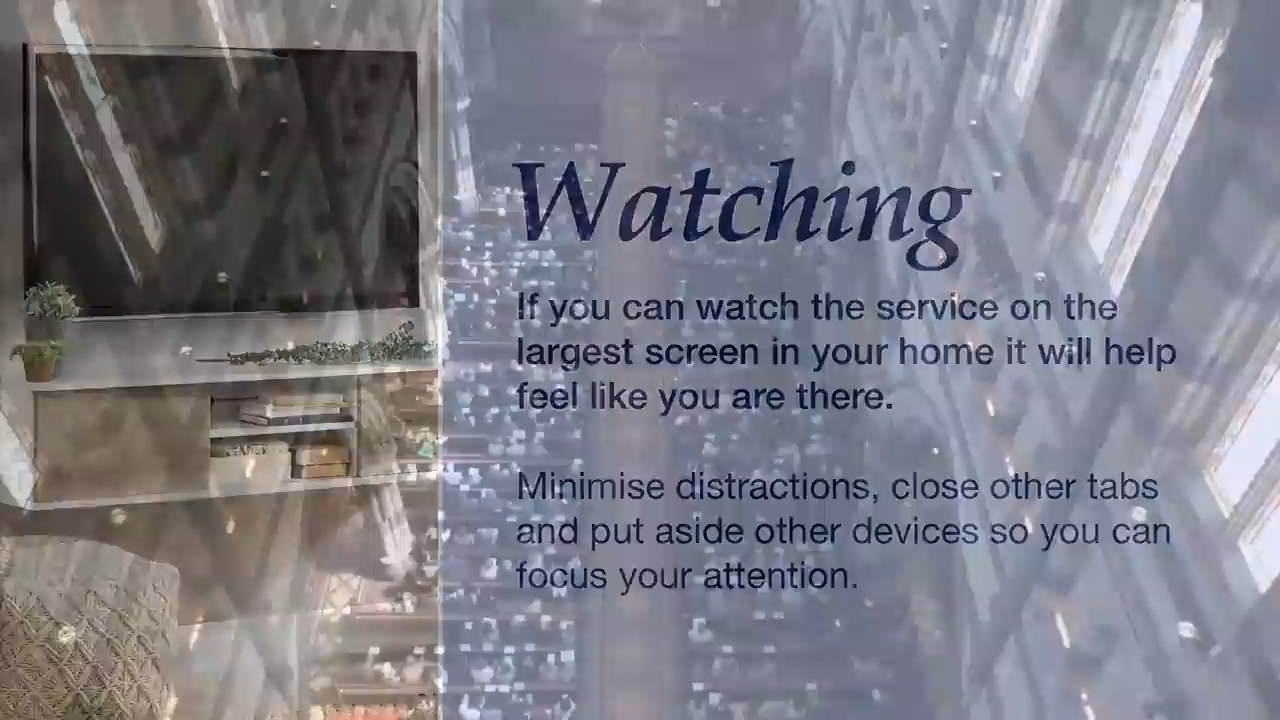 Watching
If you can watch the service on the
largest screen in your home it will help
feel like you are there.
Minimise distractions, close other tabs
and put aside other devices so you can
focus your attention.